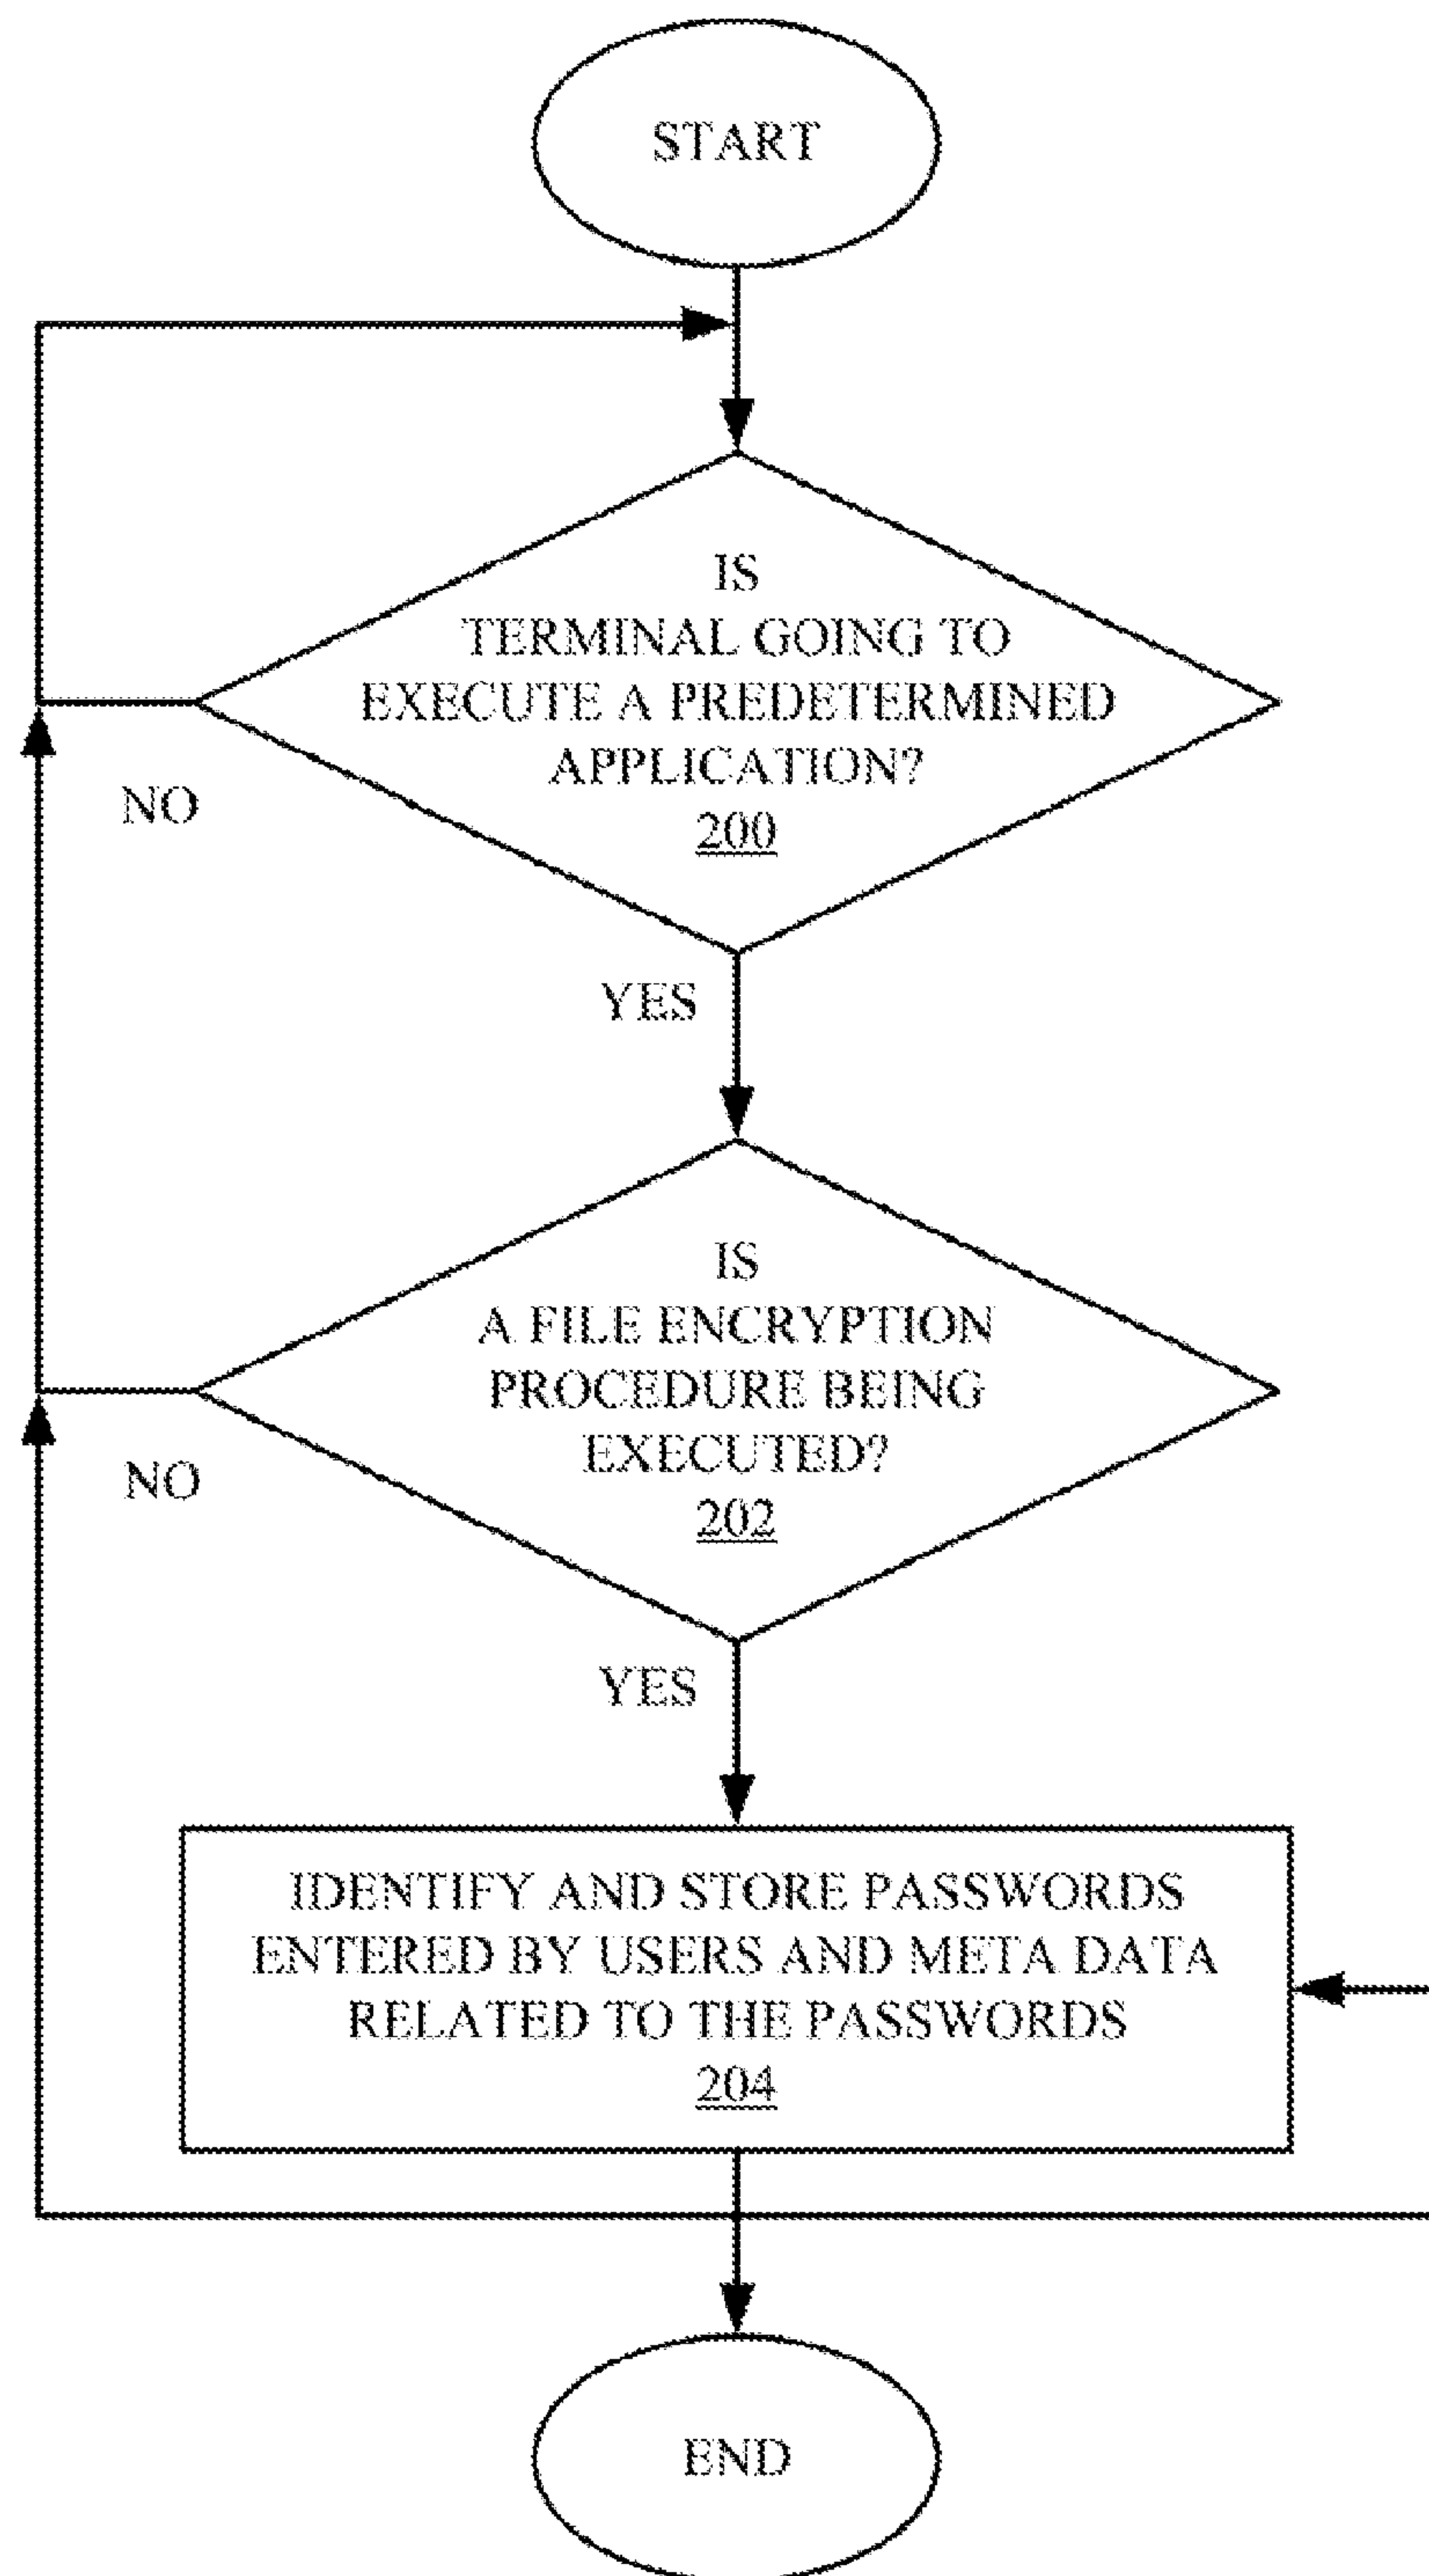 START
IS
TERMINAL GOING TO
EXECUTE A PREDETERMINED
APPLICATION?
200
NO
YES
IS
A FILE ENCRYPTION
PROCEDURE BEING
EXECUTED?
202
NO
YES
IDENTIFY AND STORE PASSWORDS
ENTERED BY USERS AND META DATA
RELATED TO THE PASSWORDS
204
END